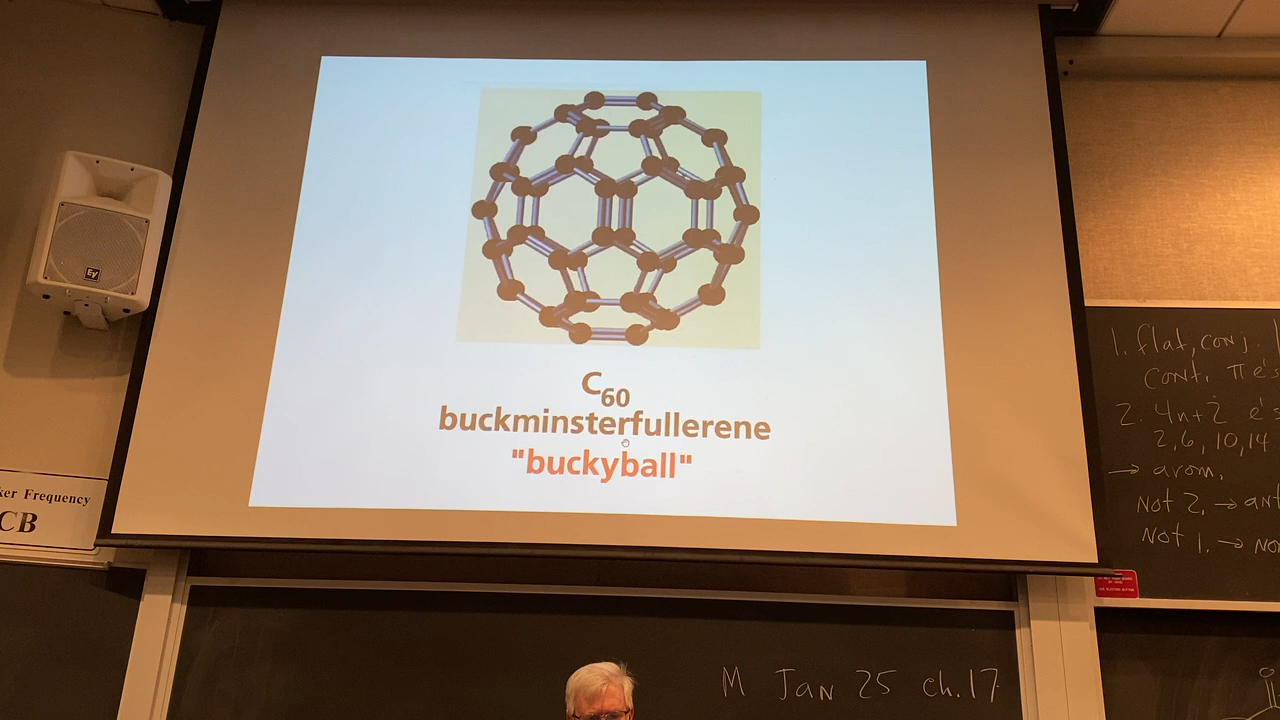 C60
buckminsterfullerene
"buckyball"
EV
ker Frequency
CB
1. flat, conj.
cont. π e's
2. 4n+2 e's
2, 6, 10, 14
→ arom.
Not 2. → ant
Not 1. → no
M Jan 25 ch. 17